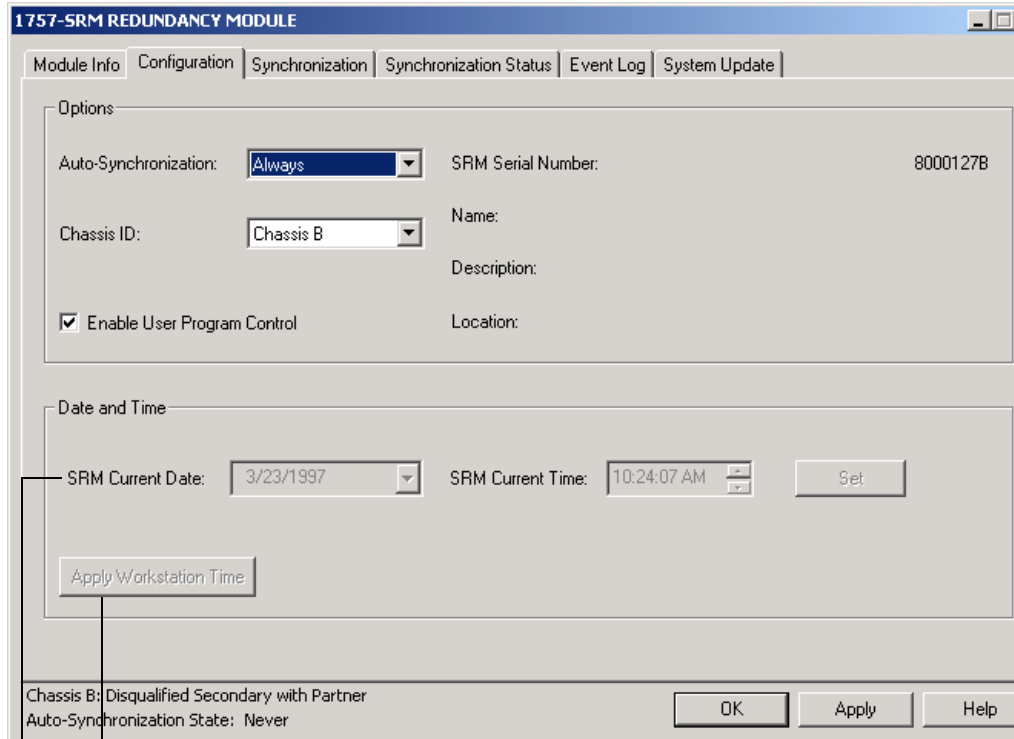 1757-SRM REDUNDANCY MODULE
Module Info Configuration Synchronization Synchronization Status Event Log System Update
Options
Auto-Synchronization: Always SRM Serial Number: 8000127B
Name:
Chassis ID: Chassis B
Description:
Enable User Program Control Location:
Date and Time
SRM Current Date: 3/23/1997 SRM Current Time: 10:24:07 AM Set
Apply Workstation Time
Chassis B: Disqualified Secondary with Partner
Auto-Synchronization State: Never
OK Apply Help